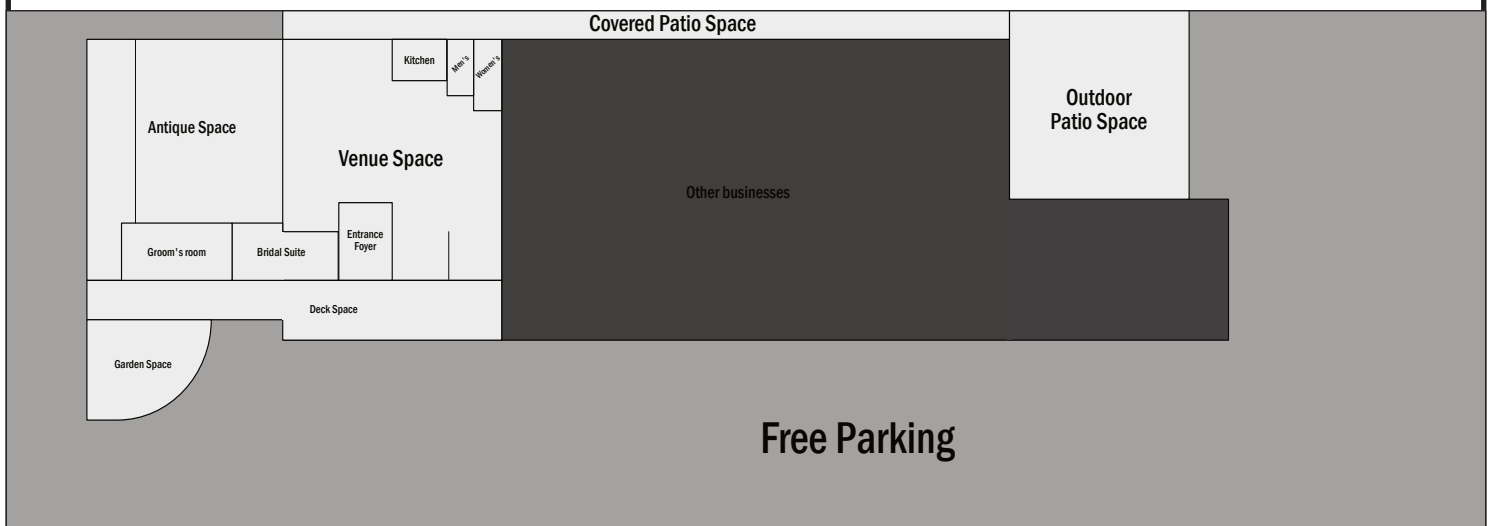 Covered Patio Space
Kitchen
Men's
Women's
Outdoor
Patio Space
Antique Space
Venue Space
Other businesses
Entrance
Foyer
Groom's room
Bridal Suite
Deck Space
Garden Space
Free Parking